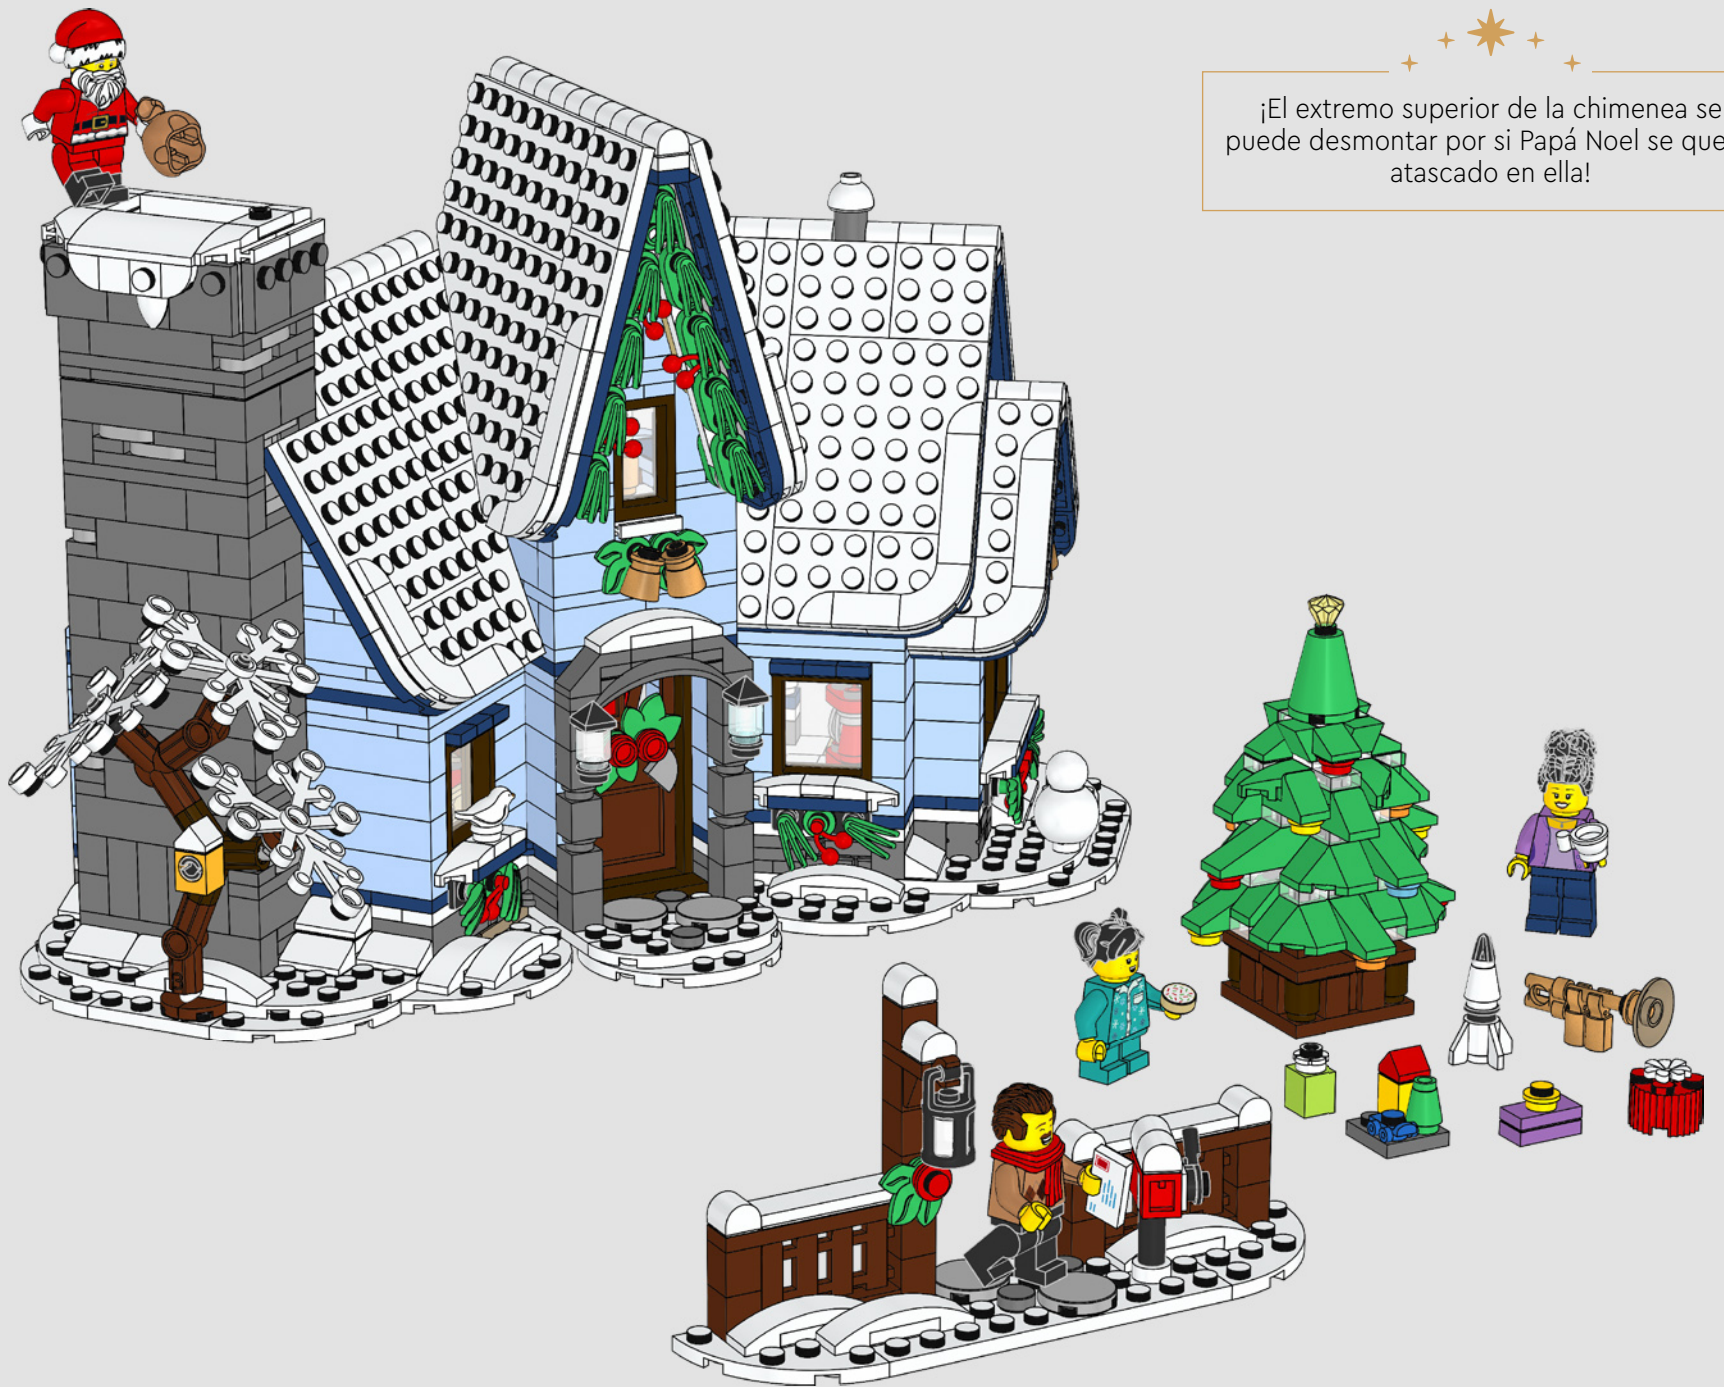 ¡El extremo superior de la chimenea se
puede desmontar por si Papá Noel se que
atascado en ella!